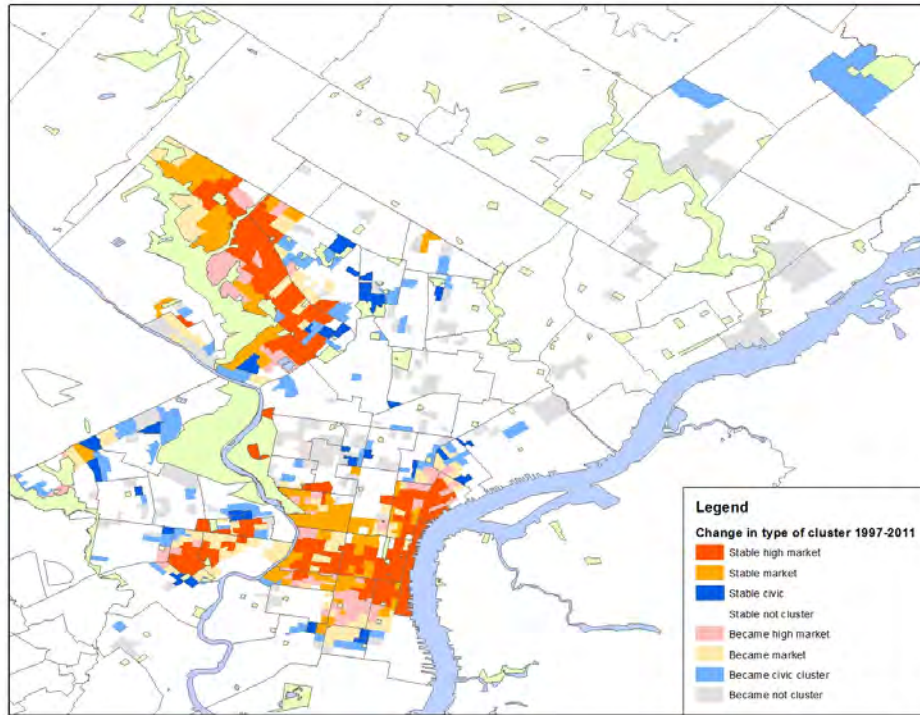 Legend
Change in type of cluster 1997-2011
Stable high market
Stable market
Stable civic
Stable not cluster
Became high market
Became market
Became civic cluster
Became not cluster